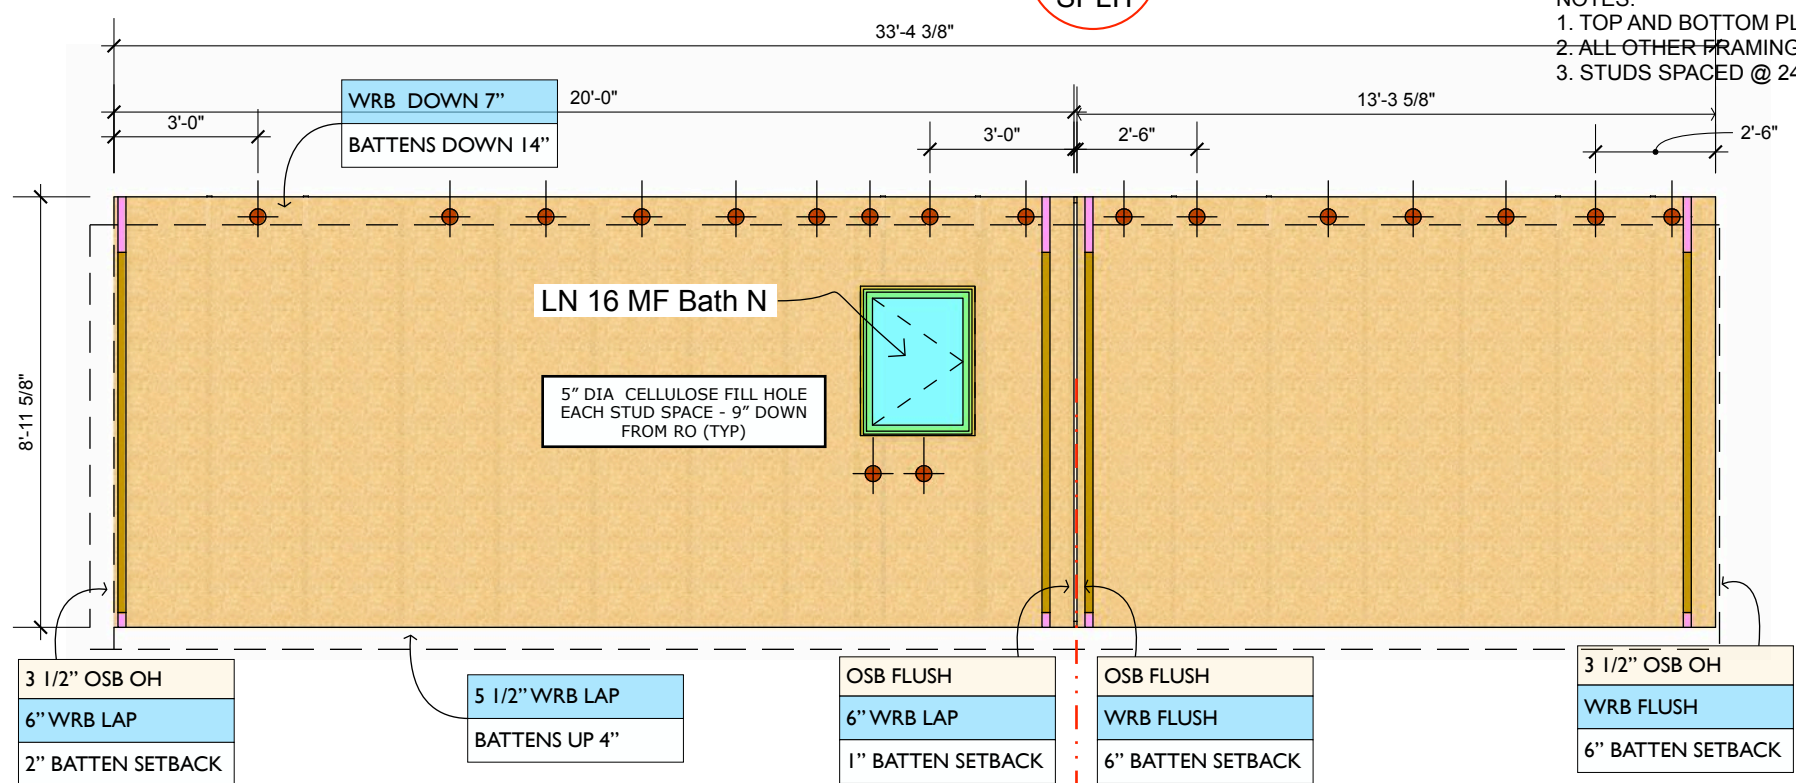 NOTES:
1. TOP AND BOTTOM PL
2. ALL OTHER FRAMING
3. STUDS SPACED @ 24
33'-4 3/8"
WRB DOWN 7”
BATTENS DOWN 14”
20'-0"
13'-3 5/8"
3'-0"
3'-0"
2'-6"
2'-6"
8'-11 5/8"
LN 16 MF Bath N
5” DIA CELLULOSE FILL HOLE
EACH STUD SPACE - 9” DOWN
FROM RO (TYP)
3 1/2” OSB OH
6” WRB LAP
2” BATTEN SETBACK
5 1/2” WRB LAP
BATTENS UP 4”
OSB FLUSH
6” WRB LAP
1” BATTEN SETBACK
OSB FLUSH
WRB FLUSH
6” BATTEN SETBACK
3 1/2” OSB OH
WRB FLUSH
6” BATTEN SETBACK